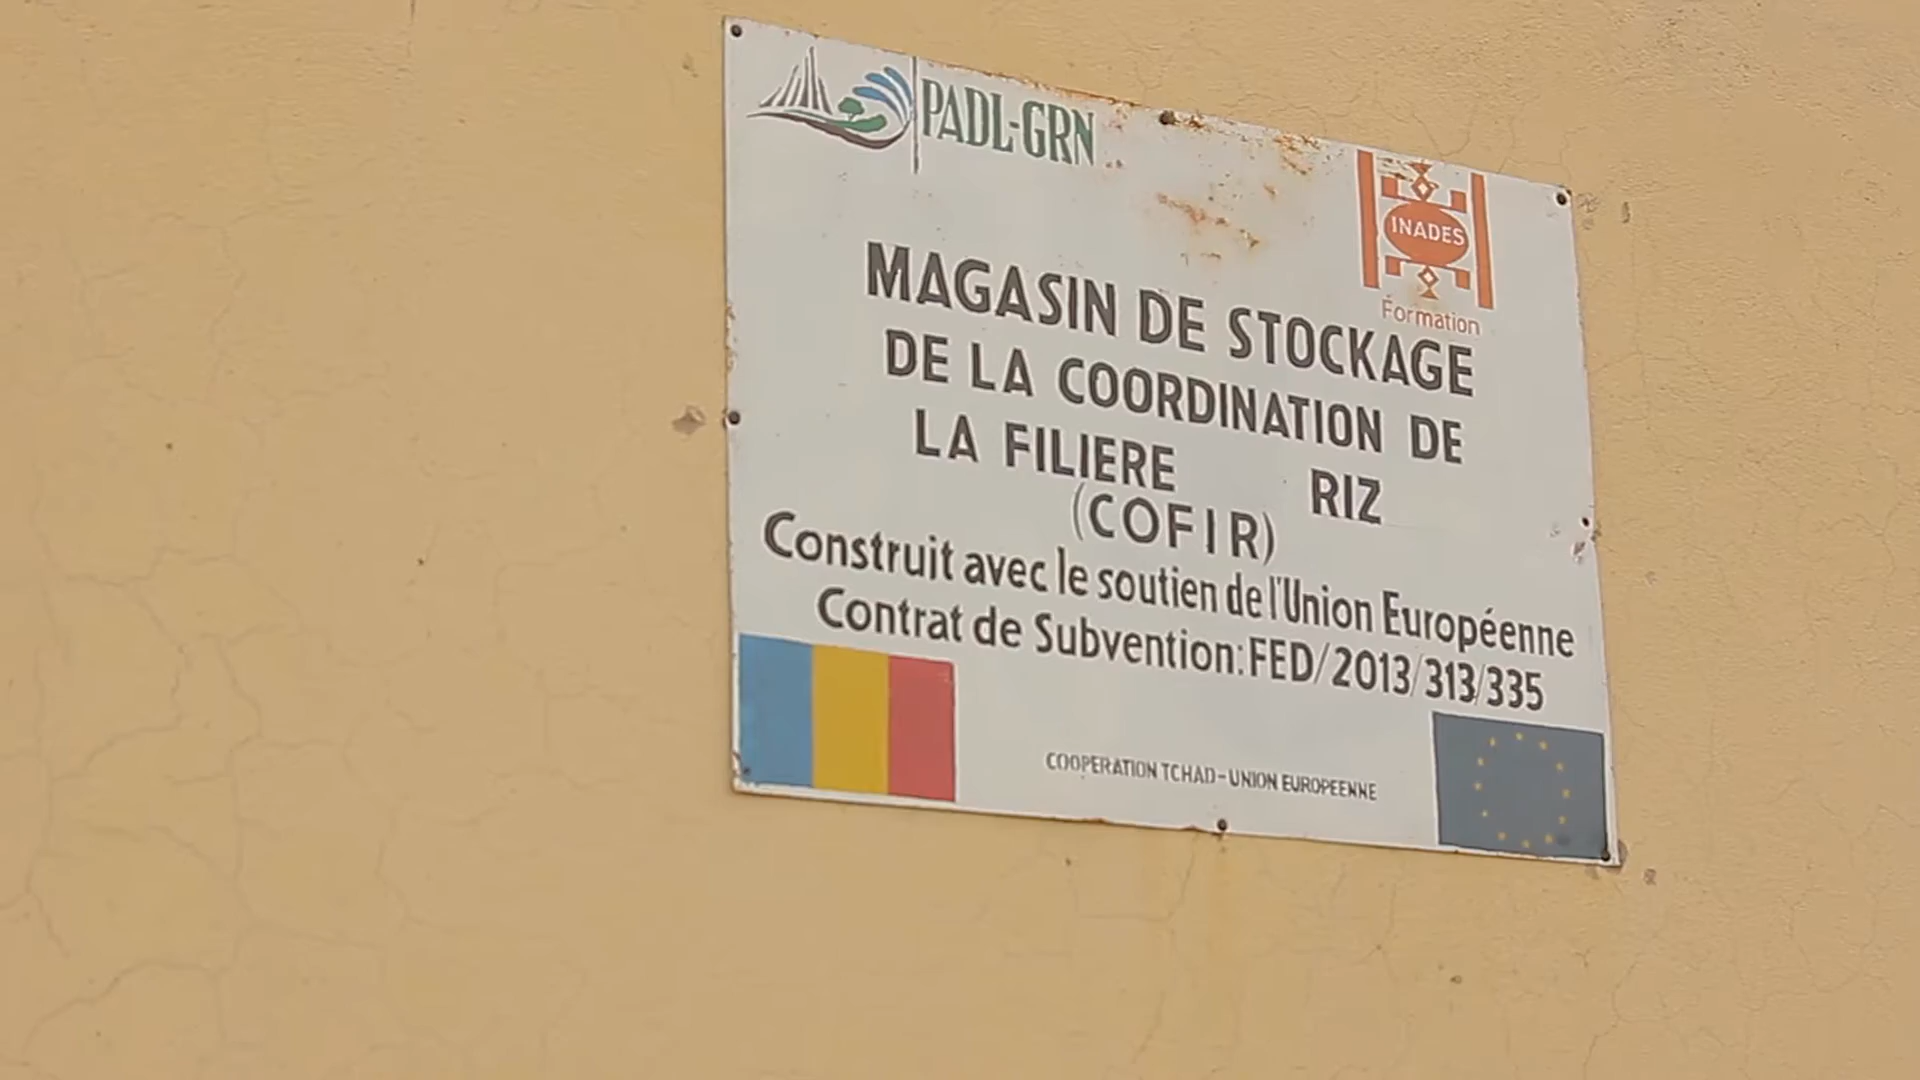 PADL-GRN
INADES
Formation
MAGASIN DE STOCKAGE
DE LA COORDINATION DE
LA FILIERE RIZ
(COFIR)
Construit avec le soutien de l'Union Européenne
Contrat de Subvention:FED/2013/313/335
COOPERATION TCHAD-UNION EUROPEENNE